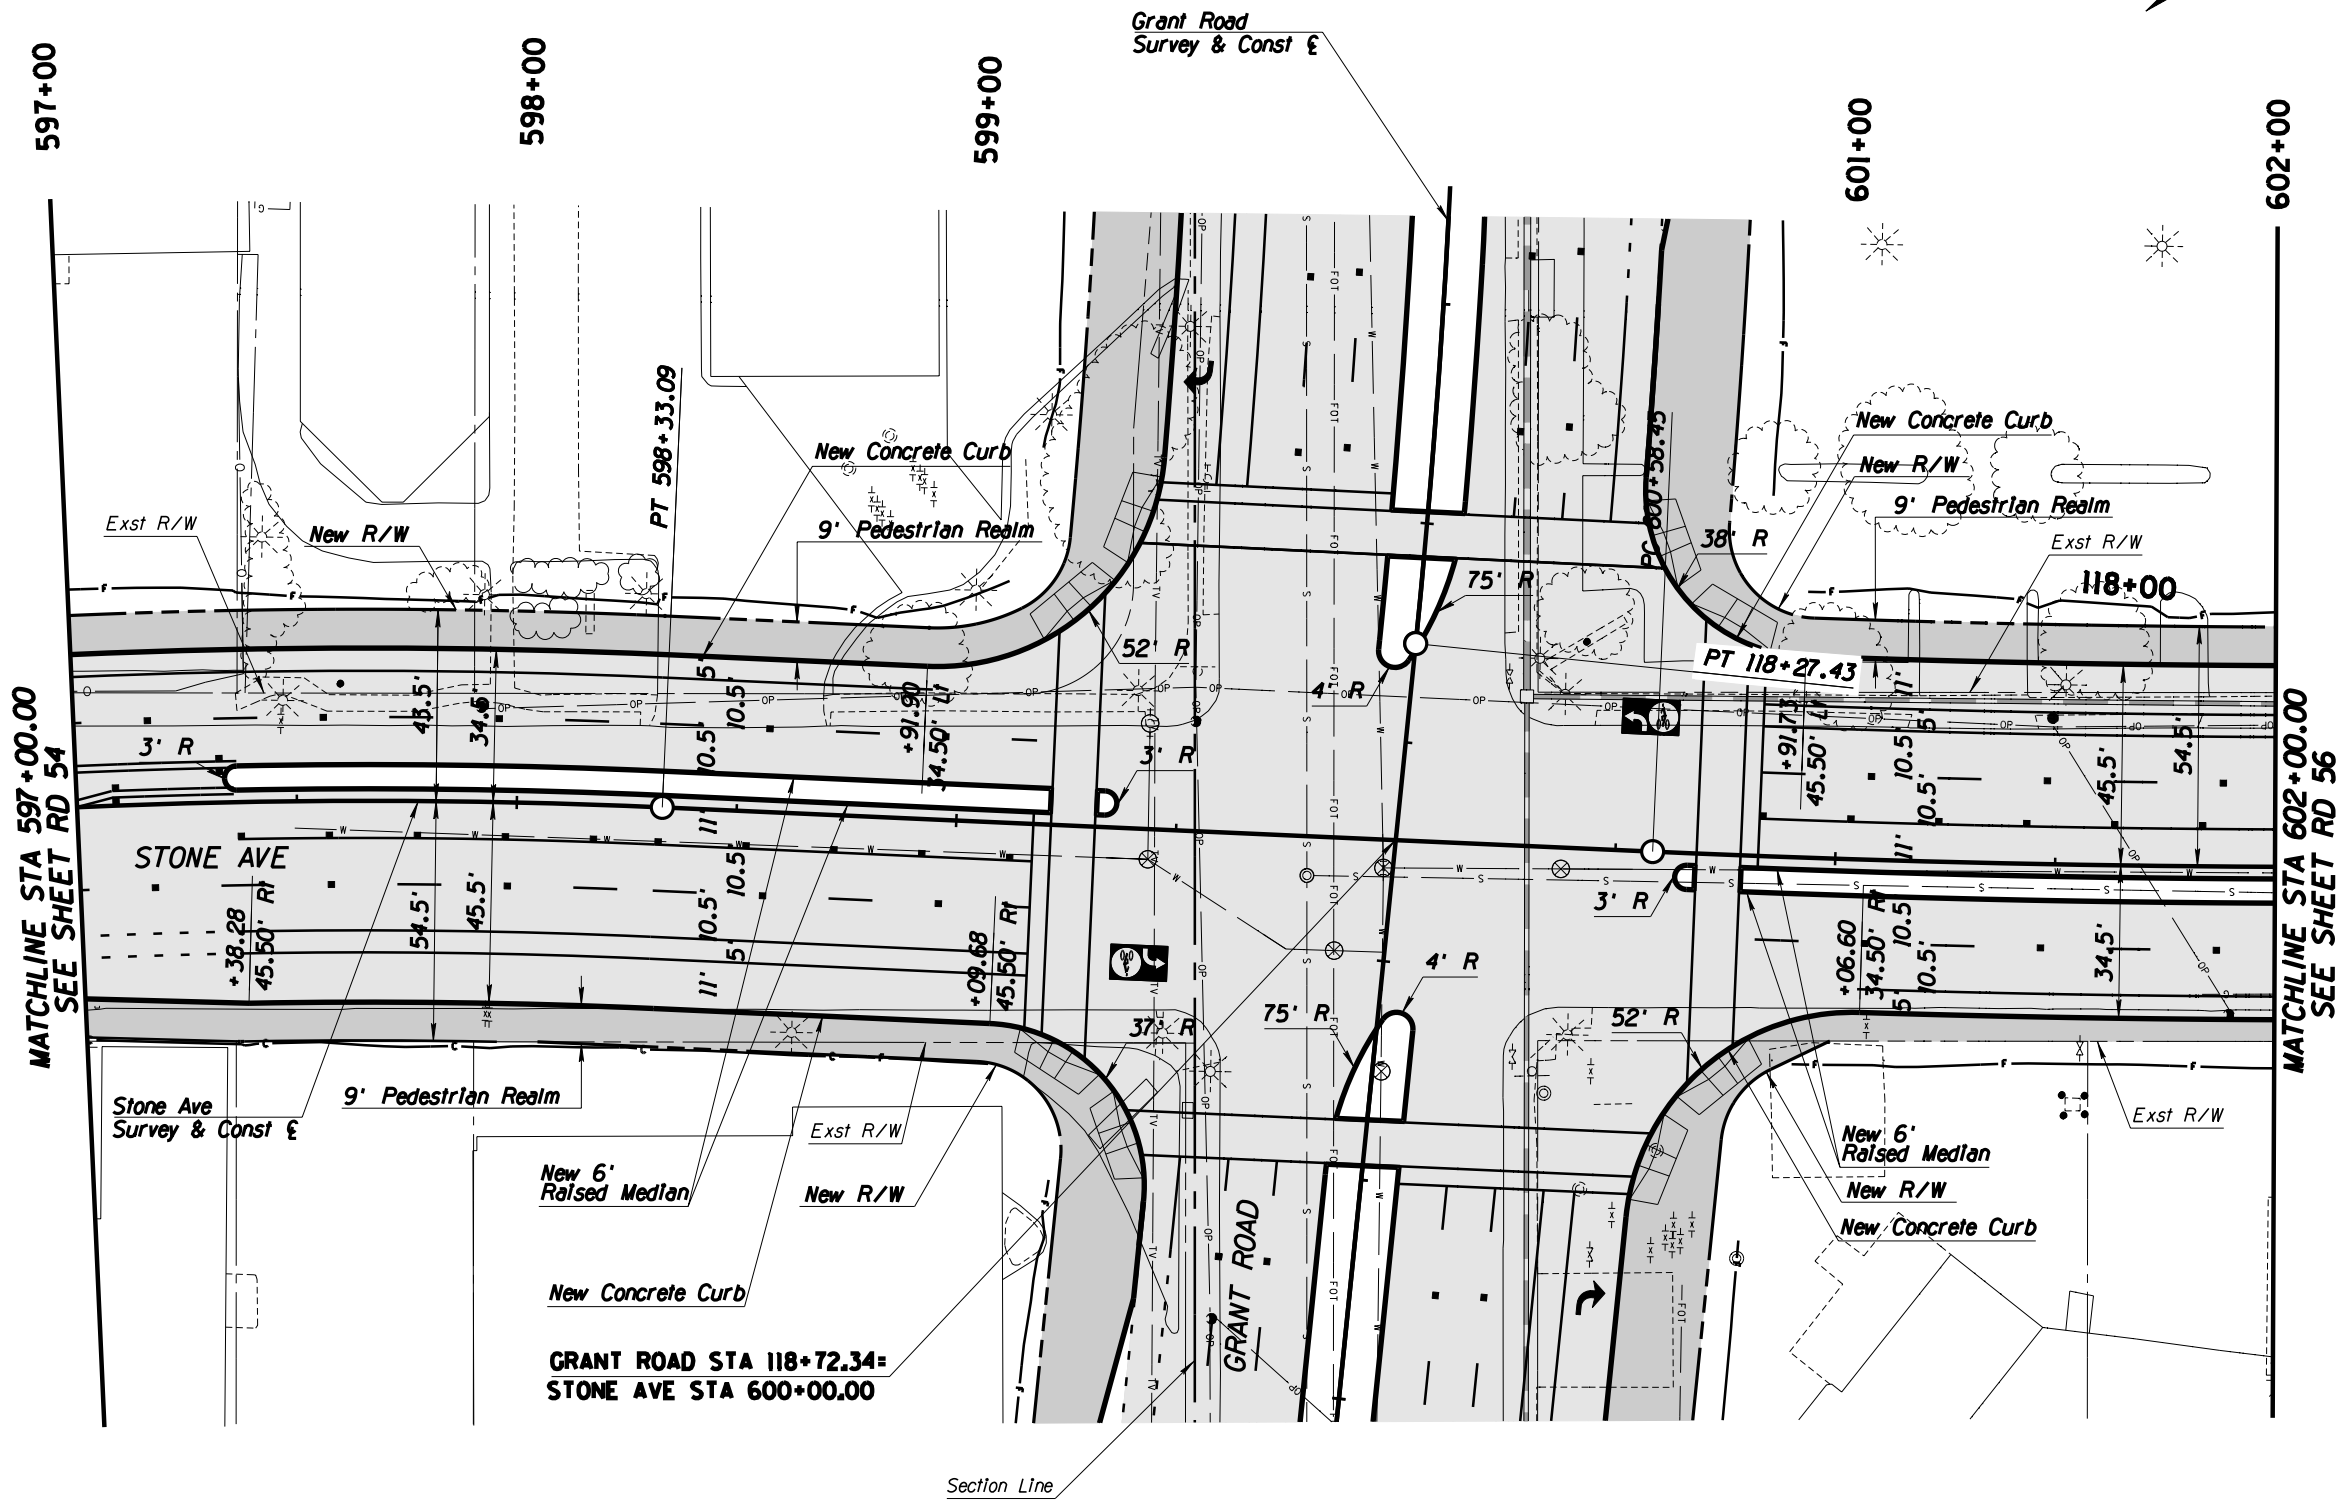 Grant Road
Survey & Const ℄
597+00
598+00
599+00
601+00
602+00
PT 598+33.09
PC 600+58.45
New Concrete Curb
New Concrete Curb
New R/W
9' Pedestrian Realm
Exst R/W
New R/W
9' Pedestrian Realm
38' R
Exst R/W
75' R
118+00
52' R
PT 118+27.43
4' R
43.5'
34.5'
5'
10.5'
10.5'
11'
10.5'
10.5'
5'
11'
+91.90
34.50' Lt
3' R
3' R
+91.73
45.50' Lt
11'
5'
10.5'
10.5'
11'
45.5'
54.5'
MATCHLINE STA 597+00.00
SEE SHEET RD 54
MATCHLINE STA 602+00.00
SEE SHEET RD 56
STONE AVE
+38.28
45.50' Rt
54.5'
45.5'
+09.68
45.50' Rt
3' R
+06.60
34.50' Rt
10.5'
10.5'
5'
34.5'
4' R
75' R
37' R
52' R
Stone Ave
Survey & Const ℄
9' Pedestrian Realm
Exst R/W
New 6'
Raised Median
New R/W
New Concrete Curb
GRANT ROAD STA 118+72.34=
STONE AVE STA 600+00.00
GRANT ROAD
Exst R/W
New 6'
Raised Median
New R/W
New Concrete Curb
Section Line